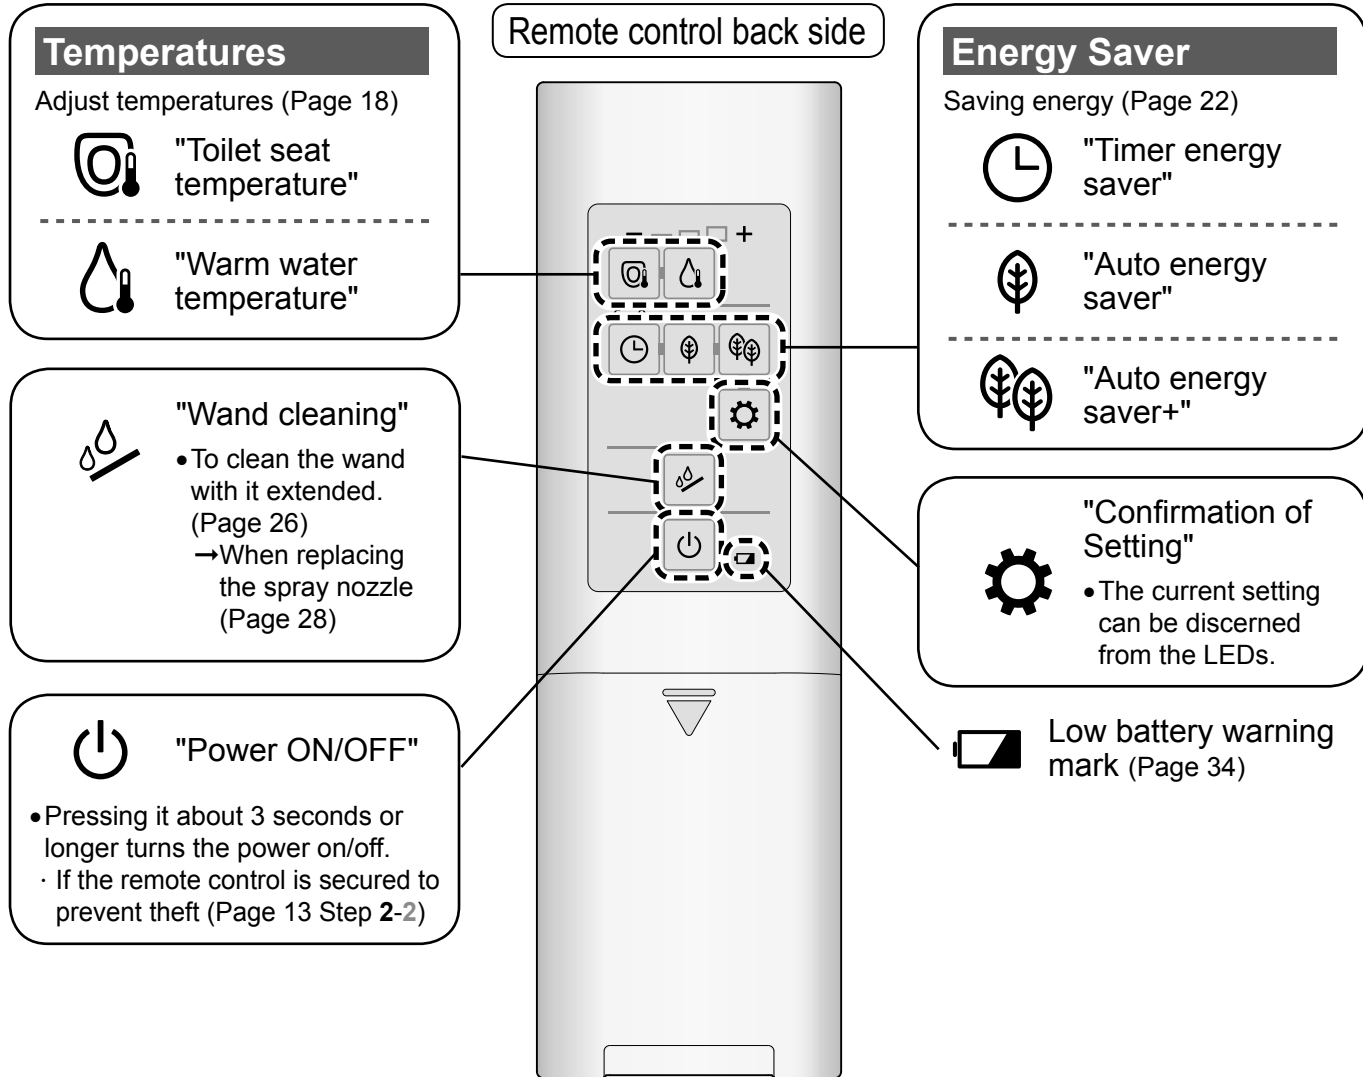 Remote control back side
Temperatures
Adjust temperatures (Page 18)
"Toilet seat
temperature"
"Warm water
temperature"
"Wand cleaning"
•To clean the wand
with it extended.
(Page 26)
→When replacing
the spray nozzle
(Page 28)
"Power ON/OFF"
•Pressing it about 3 seconds or
longer turns the power on/off.
· If the remote control is secured to
prevent theft (Page 13 Step 2-2)
− +
Energy Saver
Saving energy (Page 22)
"Timer energy
saver"
"Auto energy
saver"
"Auto energy
saver+"
"Confirmation of
Setting"
•The current setting
can be discerned
from the LEDs.
Low battery warning
mark (Page 34)